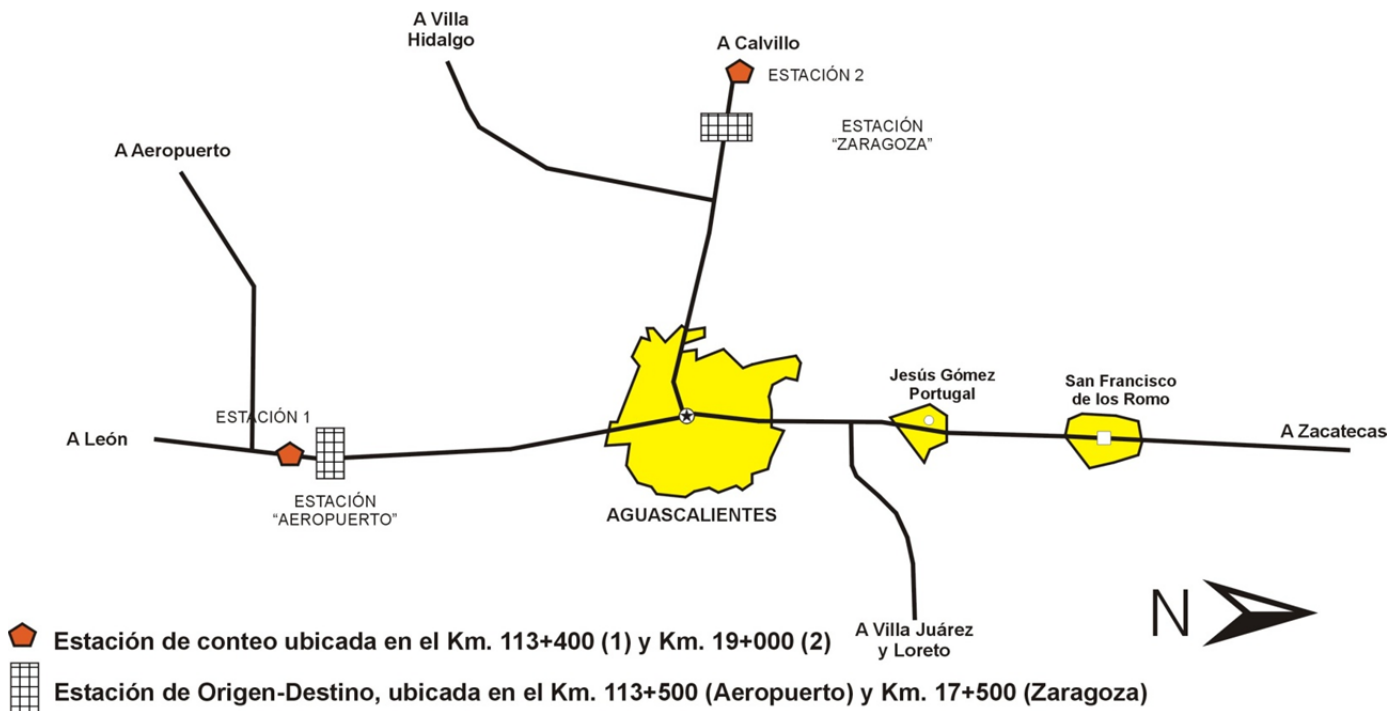 A Villa
Hidalgo
A Calvillo
ESTACIÓN 2
ESTACIÓN
"ZARAGOZA"
A Aeropuerto
Jesús Gómez
Portugal
San Francisco
de los Romo
ESTACIÓN 1
A León
A Zacatecas
ESTACIÓN
"AEROPUERTO"
AGUASCALIENTES
N
A Villa Juárez
y Loreto
Estación de conteo ubicada en el Km. 113+400 (1) y Km. 19+000 (2)
Estación de Origen-Destino, ubicada en el Km. 113+500 (Aeropuerto) y Km. 17+500 (Zaragoza)